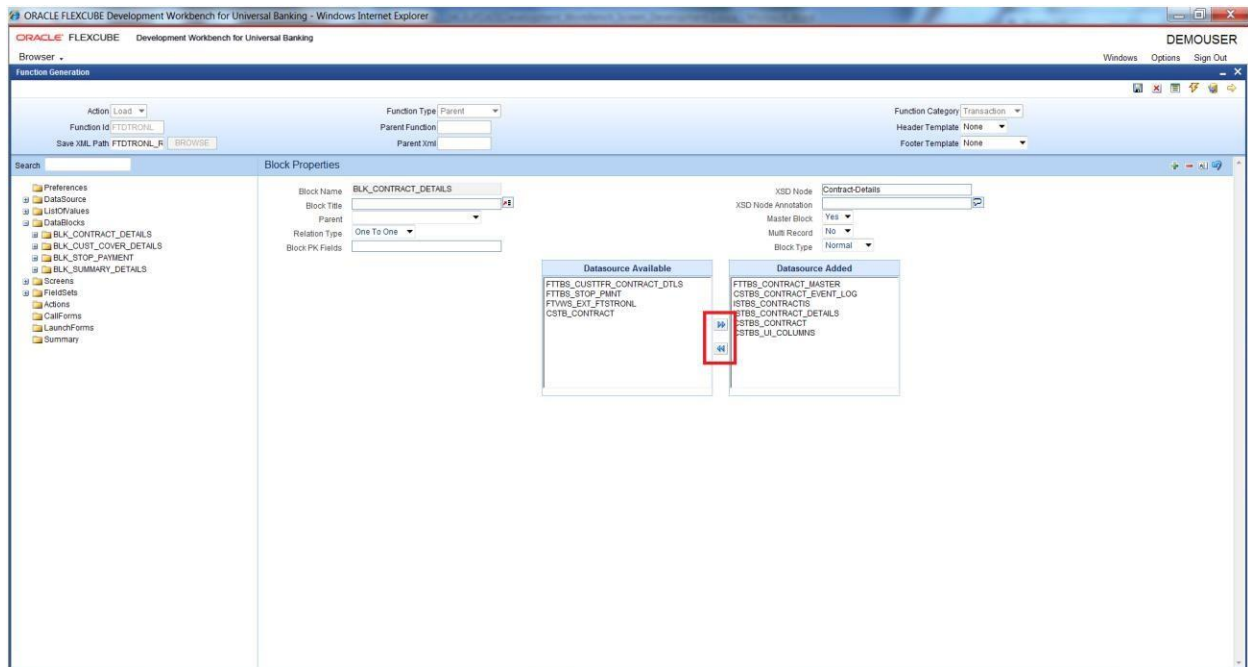 ORACLE FLEXCUBE Development Workbench for Universal Banking - Windows Internet Explorer
ORACLE FLEXCUBE Development Workbench for Universal Banking
DEMOUSER
Browser
Windows Options Sign Out
Function Generation
Action Load
Function Type Parent
Function Category Transaction
Function Id FTDTRONL
Parent Function
Header Template None
Save XML Path FTDTRONL_R BROWSE
Parent Xml
Footer Template None
Search
Block Properties
Preferences
DataSource
ListOfValues
DataBlocks
BLK_CONTRACT_DETAILS
BLK_CUST_COVER_DETAILS
BLK_STOP_PAYMENT
BLK_SUMMARY_DETAILS
Screens
FieldSets
Actions
CallForms
LaunchForms
Summary
Block Name BLK_CONTRACT_DETAILS
Block Title
Parent
Relation Type One To One
Block PK Fields
XSD Node Contract-Details
XSD Node Annotation
Master Block Yes
Multi Record No
Block Type Normal
Datasource Available
FTTBS_CUSTTFR_CONTRACT_DTLS
FTTBS_STOP_PMNT
FTVWS_EXT_FTSTRONL
CSTB_CONTRACT
Datasource Added
FTTBS_CONTRACT_MASTER
CSTBS_CONTRACT_EVENT_LOG
ISTBS_CONTRACTIS
ISTBS_CONTRACT_DETAILS
CSTBS_CONTRACT
CSTBS_UI_COLUMNS